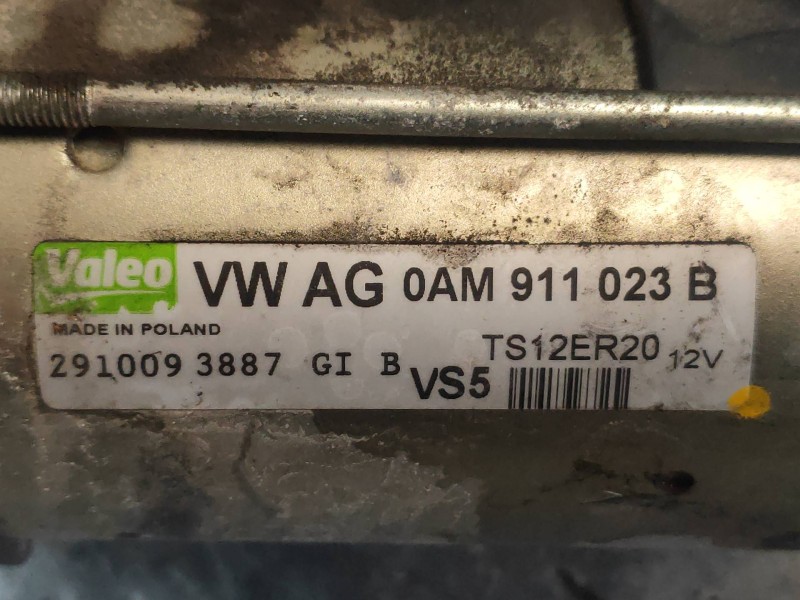 Valeo VW AG 0AM 911 023 B
MADE IN POLAND
TS12ER20 12V
291009 3887 GI B
VS5